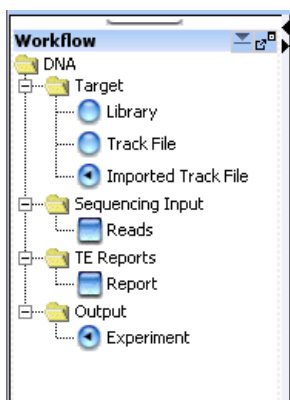 Workflow
DNA
Target
Library
Track File
Imported Track File
Sequencing Input
Reads
TE Reports
Report
Output
Experiment